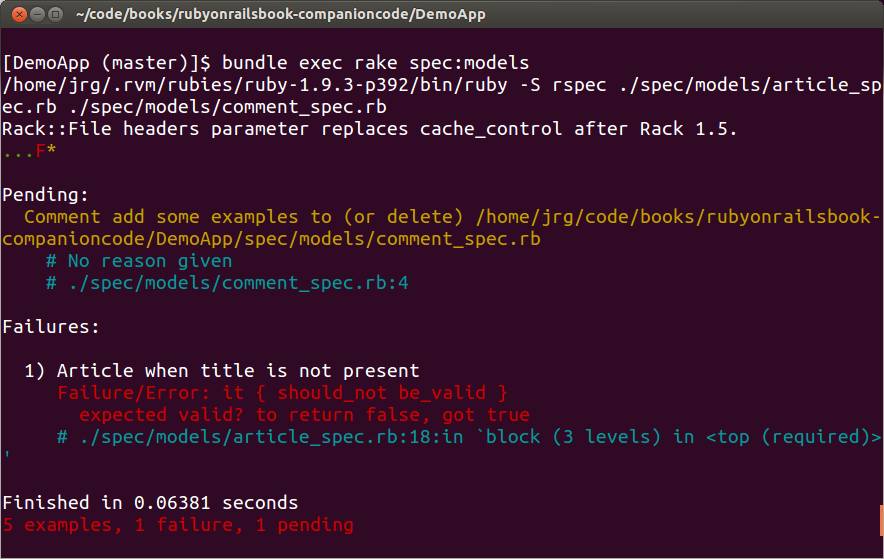 ~/code/books/rubyonrailsbook-companioncode/DemoApp
[DemoApp (master)]$ bundle exec rake spec:models
/home/jrg/.rvm/rubies/ruby-1.9.3-p392/bin/ruby -S rspec ./spec/models/article_sp
ec.rb ./spec/models/comment_spec.rb
Rack::File headers parameter replaces cache_control after Rack 1.5.
...F*
Pending:
  Comment add some examples to (or delete) /home/jrg/code/books/rubyonrailsbook-
companioncode/DemoApp/spec/models/comment_spec.rb
    # No reason given
    # ./spec/models/comment_spec.rb:4
Failures:
  1) Article when title is not present
     Failure/Error: it { should_not be_valid }
       expected valid? to return false, got true
     # ./spec/models/article_spec.rb:18:in `block (3 levels) in <top (required)>
'
Finished in 0.06381 seconds
5 examples, 1 failure, 1 pending